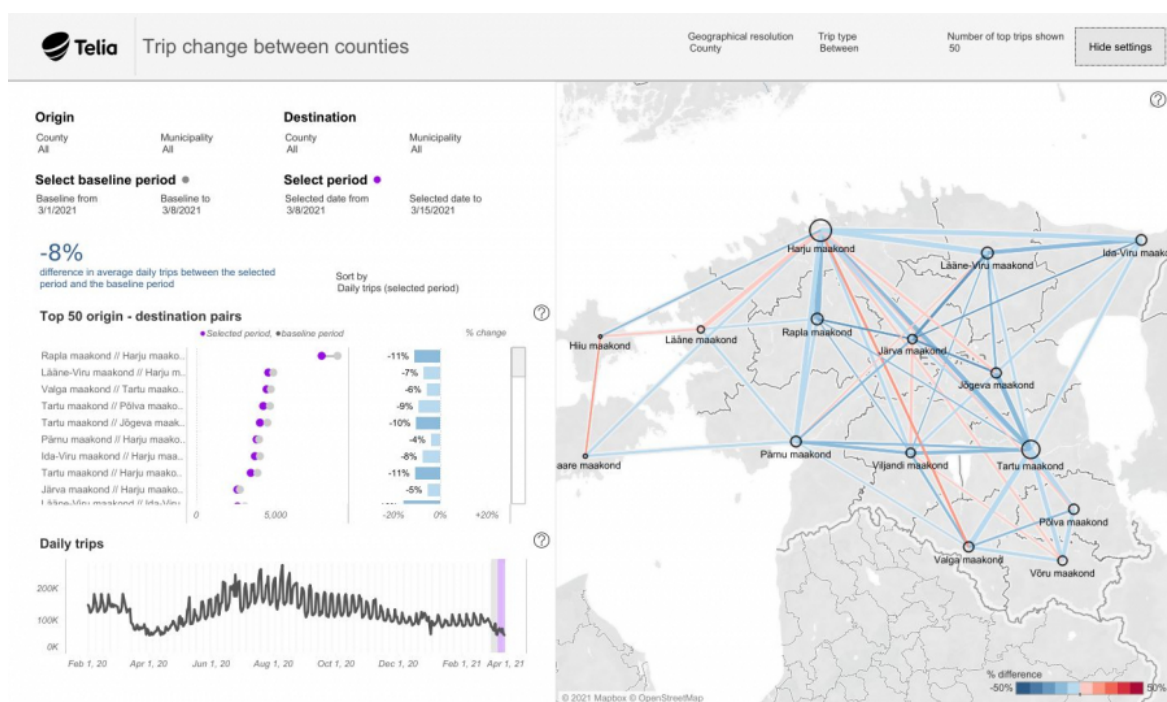 Telia
Trip change between counties
Geographical resolution
County
Trip type
Between
Number of top trips shown
50
Hide settings
Origin
County
All
Municipality
All
Destination
County
All
Municipality
All
Select baseline period
Baseline from
3/1/2021
Baseline to
3/8/2021
Select period
Selected date from
3/8/2021
Selected date to
3/15/2021
-8%
difference in average daily trips between the selected
period and the baseline period
Sort by
Daily trips (selected period)
Top 50 origin - destination pairs
?
Selected period, baseline period
% change
Rapla maakond // Harju maako.. -11%
Lääne-Viru maakond // Harju m... -7%
Valga maakond // Tartu maako.. -6%
Tartu maakond // Põlva maako.. -9%
Tartu maakond // Jõgeva maak.. -10%
Pärnu maakond // Harju maako.. -4%
Ida-Viru maakond // Harju maa.. -8%
Tartu maakond // Harju maako.. -11%
Järva maakond // Harju maako.. -5%
Lääne-Viru maakond // Ida-Viru
0 5,000 -20% 0% +20%
Daily trips
?
200K
100K
0K
Feb 1, 20 Apr 1, 20 Jun 1, 20 Aug 1, 20 Oct 1, 20 Dec 1, 20 Feb 1, 21 Apr 1, 21
?
Harju maakond
Lääne-Viru maakond
Ida-Viru maako
Hiiu maakond
Lääne maakond
Rapla maakond
Järva maakond
Jõgeva maakond
aare maakond
Pärnu maakond
Viljandi maakond
Tartu maakond
Põlva maakond
Valga maakond
Võru maakond
% difference
-50% 50%
© 2021 Mapbox © OpenStreetMap